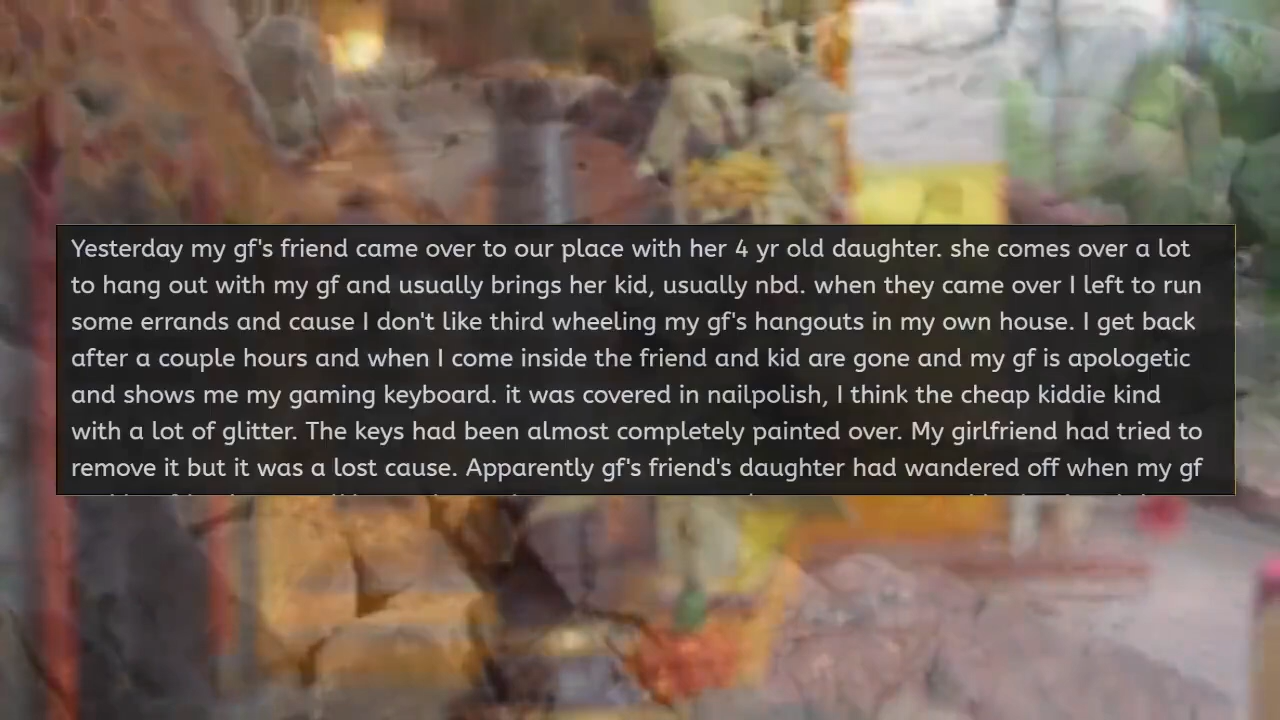 Yesterday my gf's friend came over to our place with her 4 yr old daughter. she comes over a lot
to hang out with my gf and usually brings her kid, usually nbd. when they came over I left to run
some errands and cause I don't like third wheeling my gf's hangouts in my own house. I get back
after a couple hours and when I come inside the friend and kid are gone and my gf is apologetic
and shows me my gaming keyboard. it was covered in nailpolish, I think the cheap kiddie kind
with a lot of glitter. The keys had been almost completely painted over. My girlfriend had tried to
remove it but it was a lost cause. Apparently gf's friend's daughter had wandered off when my gf